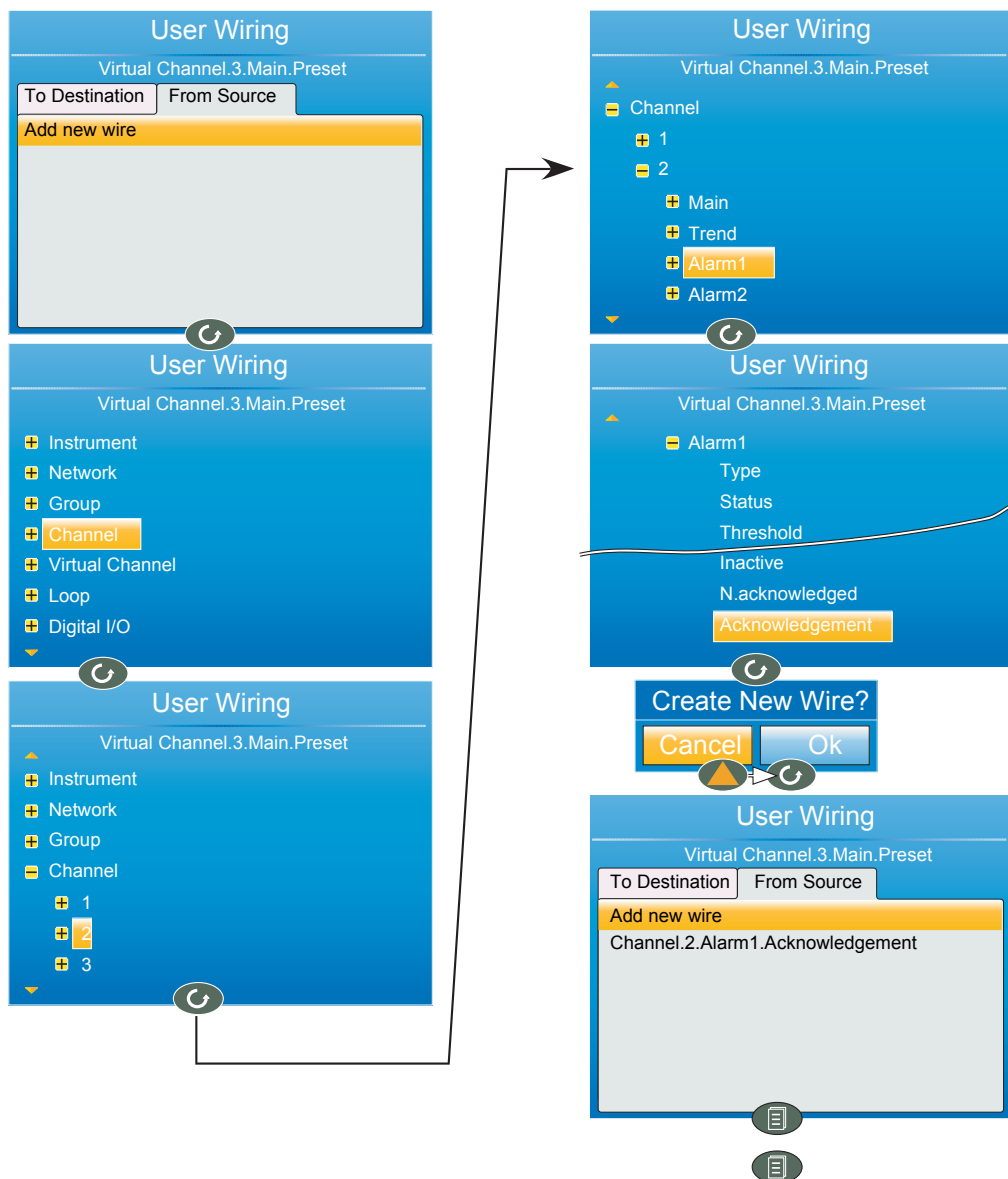 User Wiring
Virtual Channel.3.Main.Preset
To Destination From Source
Add new wire
User Wiring
Virtual Channel.3.Main.Preset
Instrument
Network
Group
Channel
Virtual Channel
Loop
Digital I/O
User Wiring
Virtual Channel.3.Main.Preset
Instrument
Network
Group
Channel
1
2
3
User Wiring
Virtual Channel.3.Main.Preset
Channel
1
2
Main
Trend
Alarm1
Alarm2
User Wiring
Virtual Channel.3.Main.Preset
Alarm1
Type
Status
Threshold
Inactive
N.acknowledged
Acknowledgement
Create New Wire?
Cancel Ok
User Wiring
Virtual Channel.3.Main.Preset
To Destination From Source
Add new wire
Channel.2.Alarm1.Acknowledgement